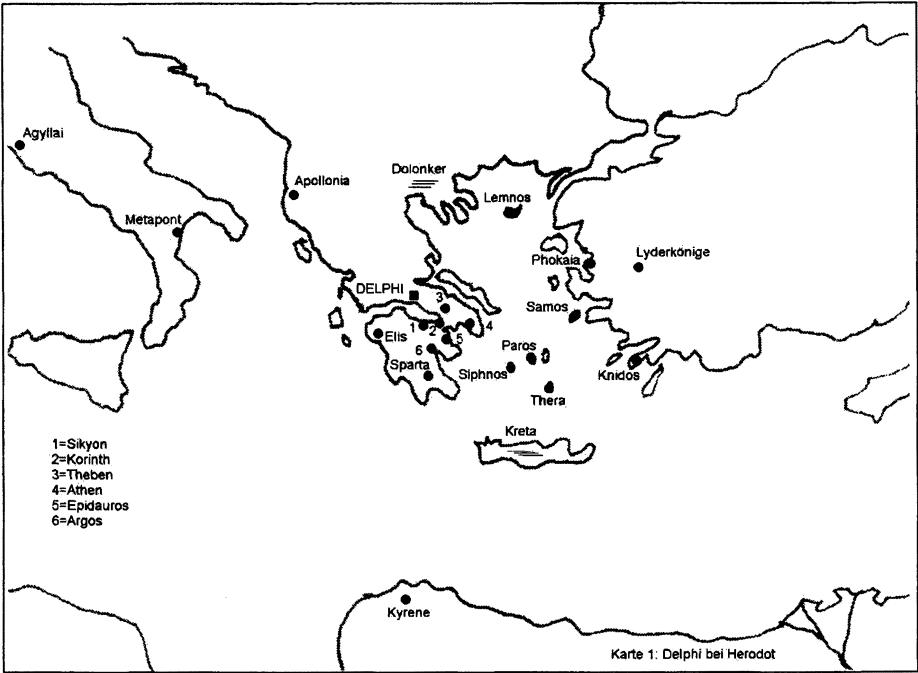 Agyllai
Apollonia
Dolonker
Lemnos
Metapont
Phokaia
Lyderkönige
DELPHI
3
Samos
1
2
4
Elis
5
6
Paros
Sparta
Siphnos
Knidos
Thera
Kreta
1=Sikyon
2=Korinth
3=Theben
4=Athen
5=Epidauros
6=Argos
Kyrene
Karte 1: Delphi bei Herodot